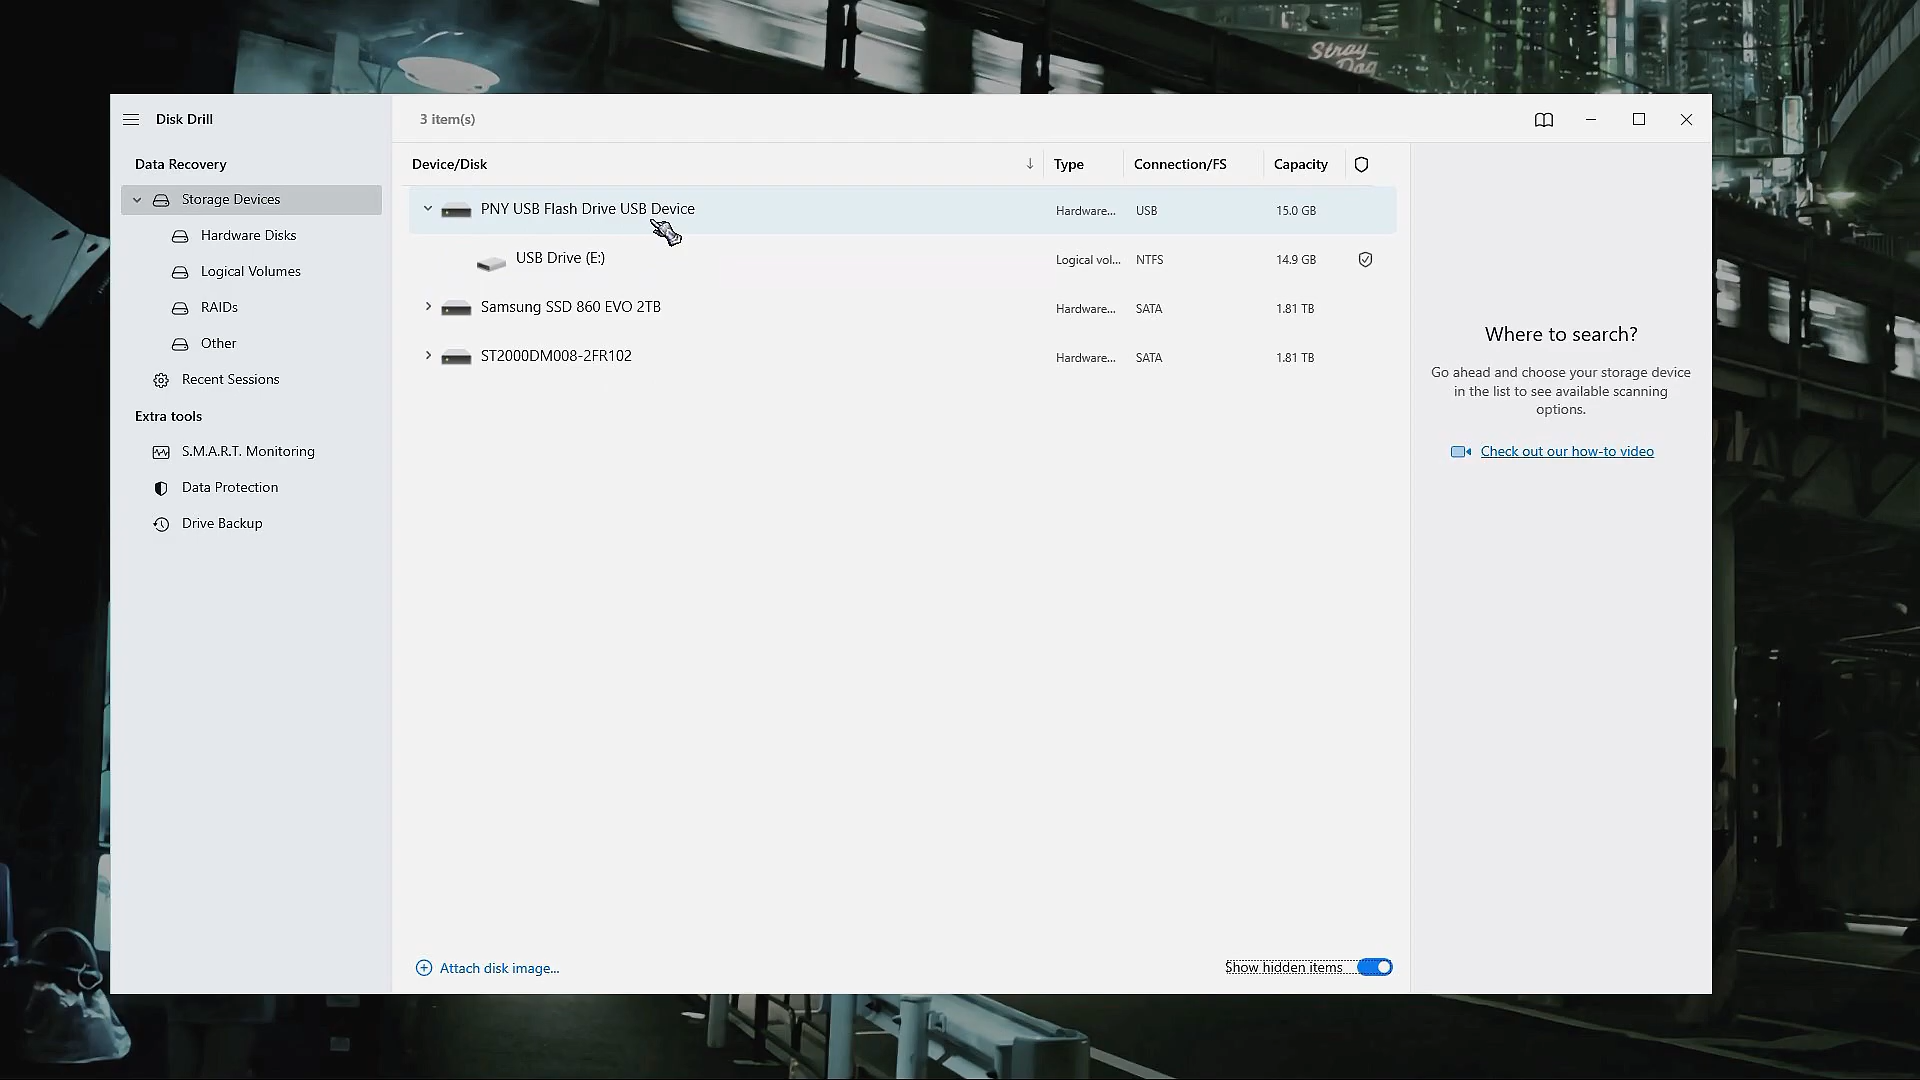 Stray
Dog
Disk Drill
3 item(s)
Data Recovery
Device/Disk
Type
Connection/FS
Capacity
Storage Devices
PNY USB Flash Drive USB Device
Hardware...
USB
15.0 GB
Hardware Disks
USB Drive (E:)
Logical vol...
NTFS
14.9 GB
Logical Volumes
Samsung SSD 860 EVO 2TB
Hardware...
SATA
1.81 TB
RAIDs
Other
ST2000DM008-2FR102
Hardware...
SATA
1.81 TB
Recent Sessions
Extra tools
S.M.A.R.T. Monitoring
Data Protection
Drive Backup
Where to search?
Go ahead and choose your storage device
in the list to see available scanning
options.
Check out our how-to video
Attach disk image...
Show hidden items